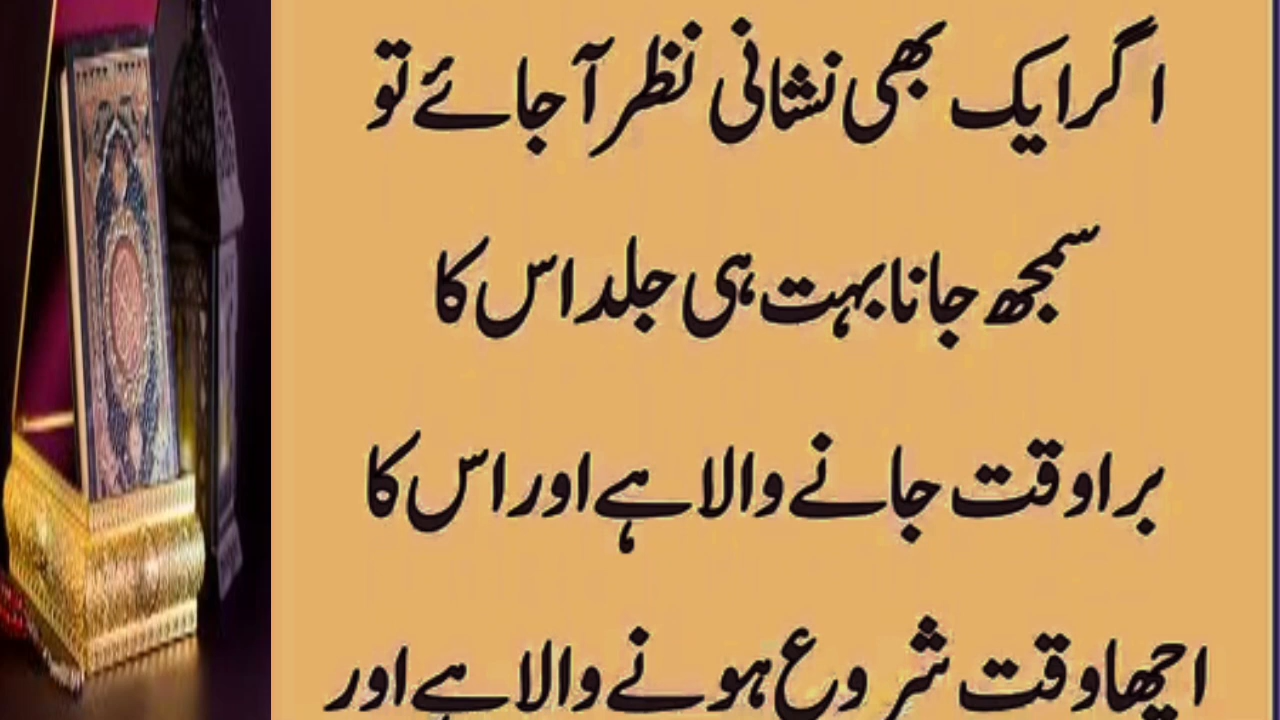 اگر ایک بھی نشانی نظر آ جائے تو
سمجھ جانا بہت ہی جلد اس کا
برا وقت جانے والا ہے اور اس کا
اچھا وقت شروع ہونے والا ہے اور